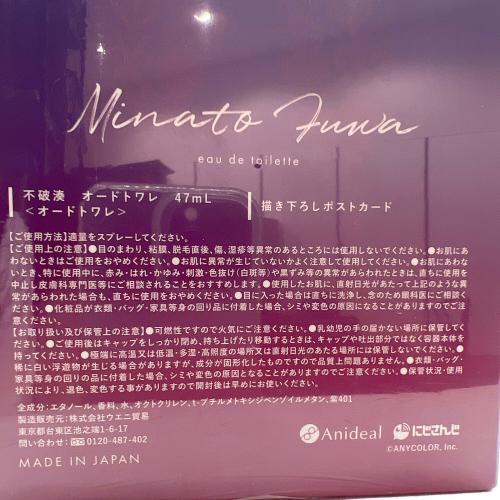 Minato Fuwa
eau de toilette
不破湊　オードトワレ　47mL
＜オードトワレ＞
描き下ろしポストカード
【ご使用方法】適量をスプレーしてください。
【ご使用上の注意】●目のまわり、粘膜、脱毛直後、傷、湿疹等異常のあるところには使用しないでください。●お肌にあ
わないときはご使用をおやめください。●お肌に異常が生じていないかよく注意して使用してください。●お肌にあわな
いとき、特に使用中に、赤み・はれ・かゆみ・刺激・色抜け(白斑等)や黒ずみ等の異常があらわれたときは、直ちに使用を
中止し皮膚科専門医等にご相談されることをおすすめします。●使用したお肌に、直射日光があたって上記のような異
常があらわれた場合も、直ちに使用をおやめください。●目に入った場合は直ちに洗浄し、念のため眼科医にご相談く
ださい。●化粧品が衣類・バッグ・家具等身の回り品に付着した場合、シミや変色の原因になることがありますのでご注
意ください。
【お取り扱い及び保管上の注意】●可燃性ですので火気にご注意ください。●乳幼児の手の届かない場所に保管してく
ださい。●ご使用後はキャップをしっかり閉め、持ち上げたり移動するときは、キャップや吐出部分ではなく容器本体を
持ってください。●極端に高温又は低温・多湿・高照度の場所又は直射日光のあたる場所には保管しないでください。●
稀に白い浮遊物が生じる場合がありますが、成分が固形化したものですので品質上問題ありません。●衣類・バッグ・
家具等身の回りの品に付着した場合、シミや変色の原因となることがありますのでご注意ください。●保管状況・使用
状況により、退色、変色する事がありますので開封後は早めにお使いください。
全成分：エタノール、香料、水、オクトクリレン、t-ブチルメトキシジベンゾイルメタン、紫401
製造販売元：株式会社ウエニ貿易
東京都台東区池之端1-6-17
問い合わせ：0120-487-402
MADE IN JAPAN
Anideal
にじさんじ
©ANYCOLOR, Inc.